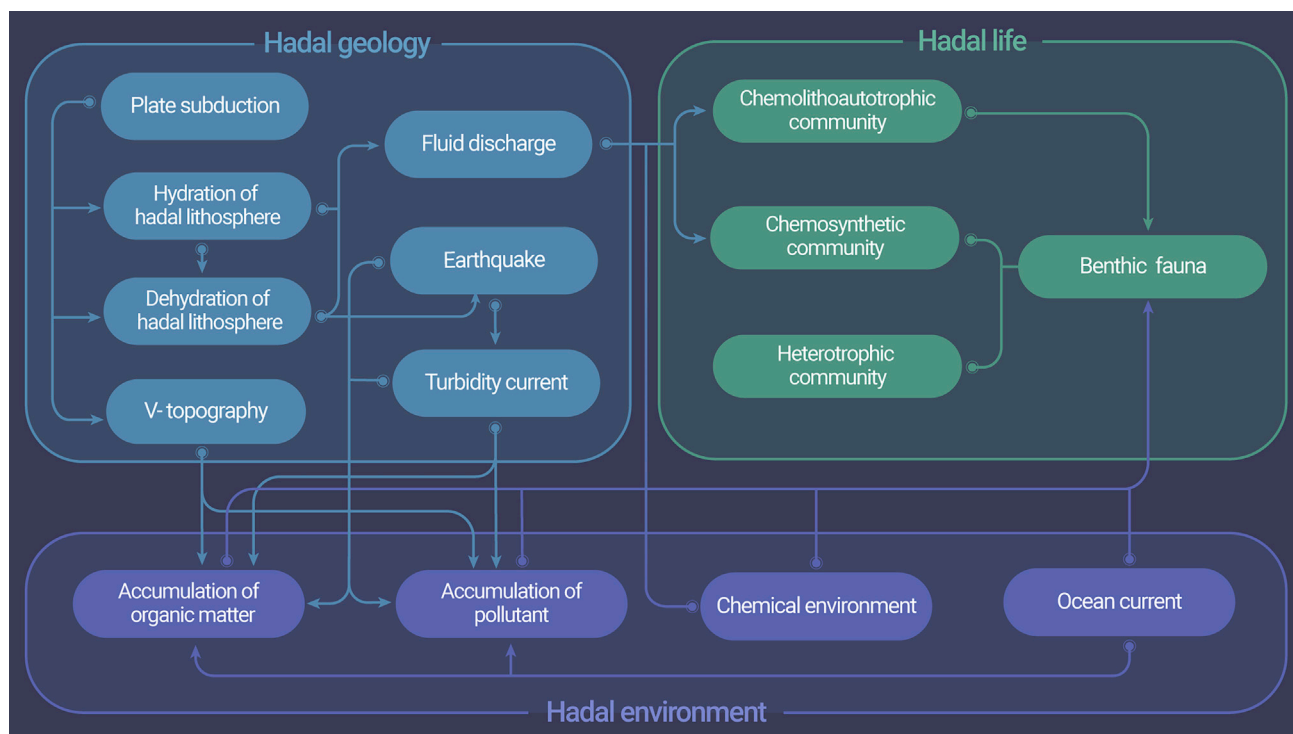 Hadal geology
Plate subduction
Hydration of
hadal lithosphere
Dehydration of
hadal lithosphere
V- topography
Fluid discharge
Earthquake
Turbidity current
Hadal life
Chemolithoautotrophic
community
Chemosynthetic
community
Heterotrophic
community
Benthic fauna
Accumulation of
organic matter
Accumulation of
pollutant
Chemical environment
Ocean current
Hadal environment